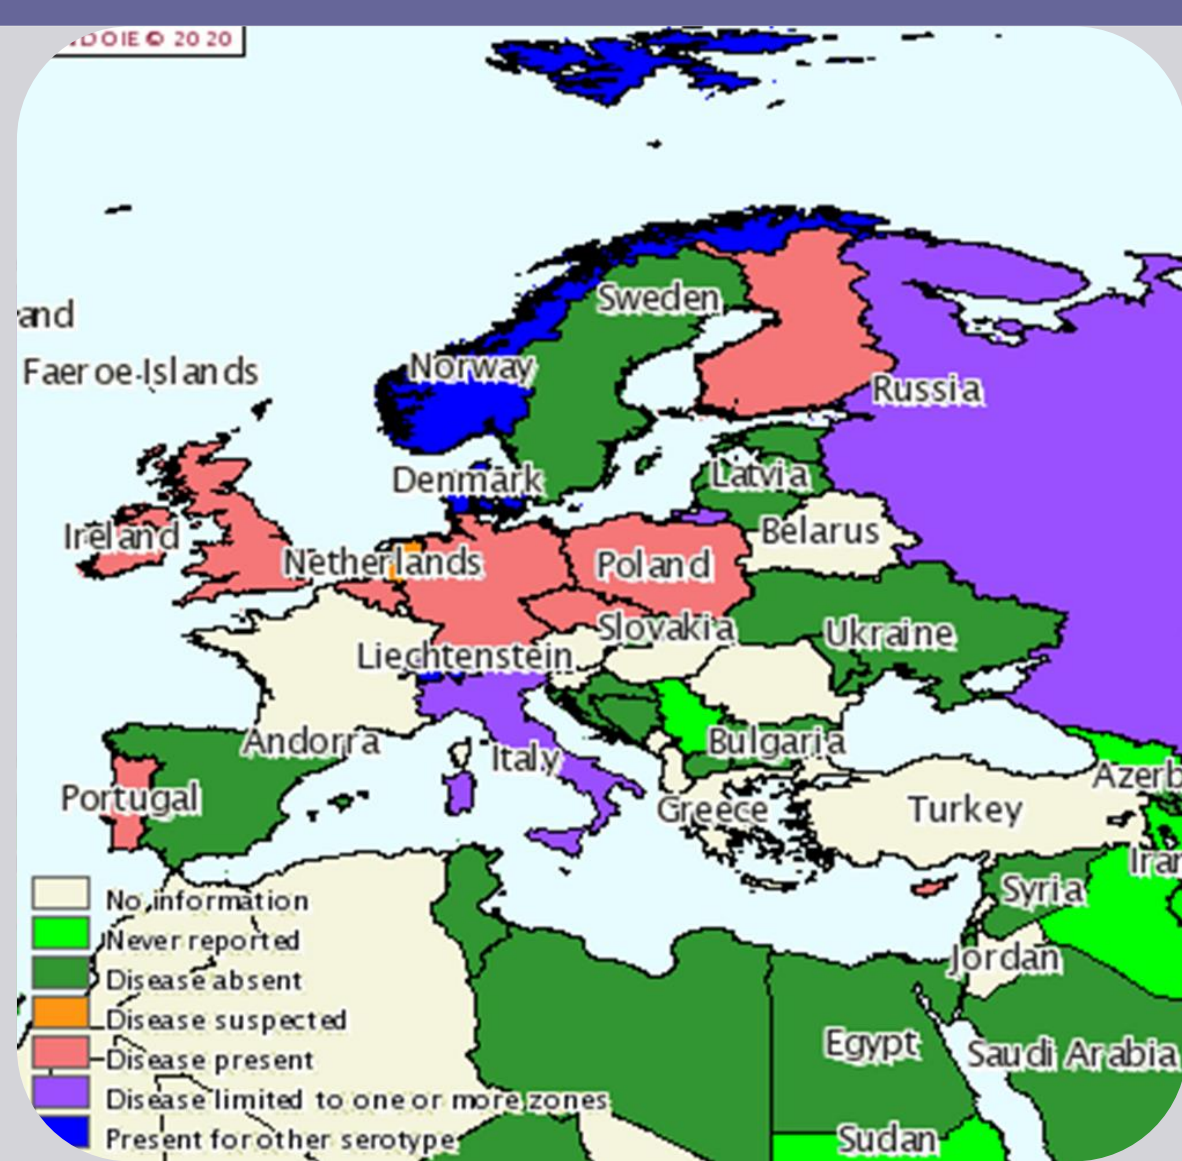 DOIE © 2020
Sweden
and
Faeroe-Islands
Norway
Russia
Denmark
Latvia
Ireland
Belarus
Netherlands
Poland
Slovakia
Ukraine
Liechtenstein
Andorra
Italy
Bulgaria
Azerb
Portugal
Greece
Turkey
Iran
Syria
No information
Never reported
Jordan
Disease absent
Disease suspected
Egypt
Saudi Arabia
Disease present
Disease limited to one or more zones
Present for other serotype
Sudan